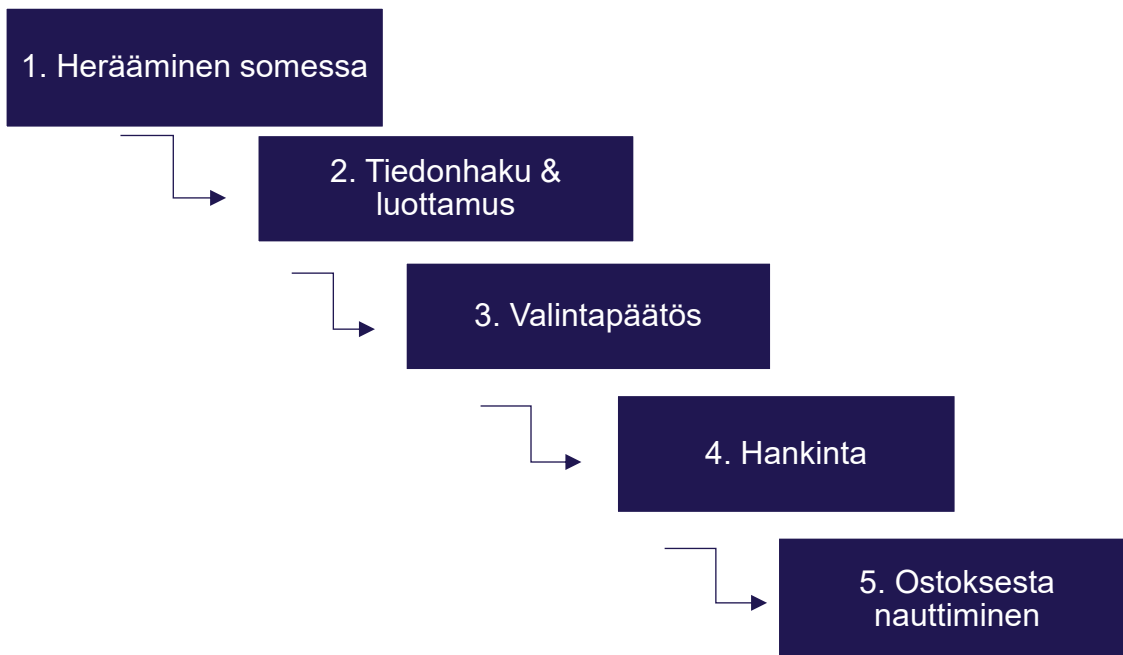 1. Herääminen somessa
2. Tiedonhaku &
luottamus
3. Valintapäätös
4. Hankinta
5. Ostoksesta
nauttiminen